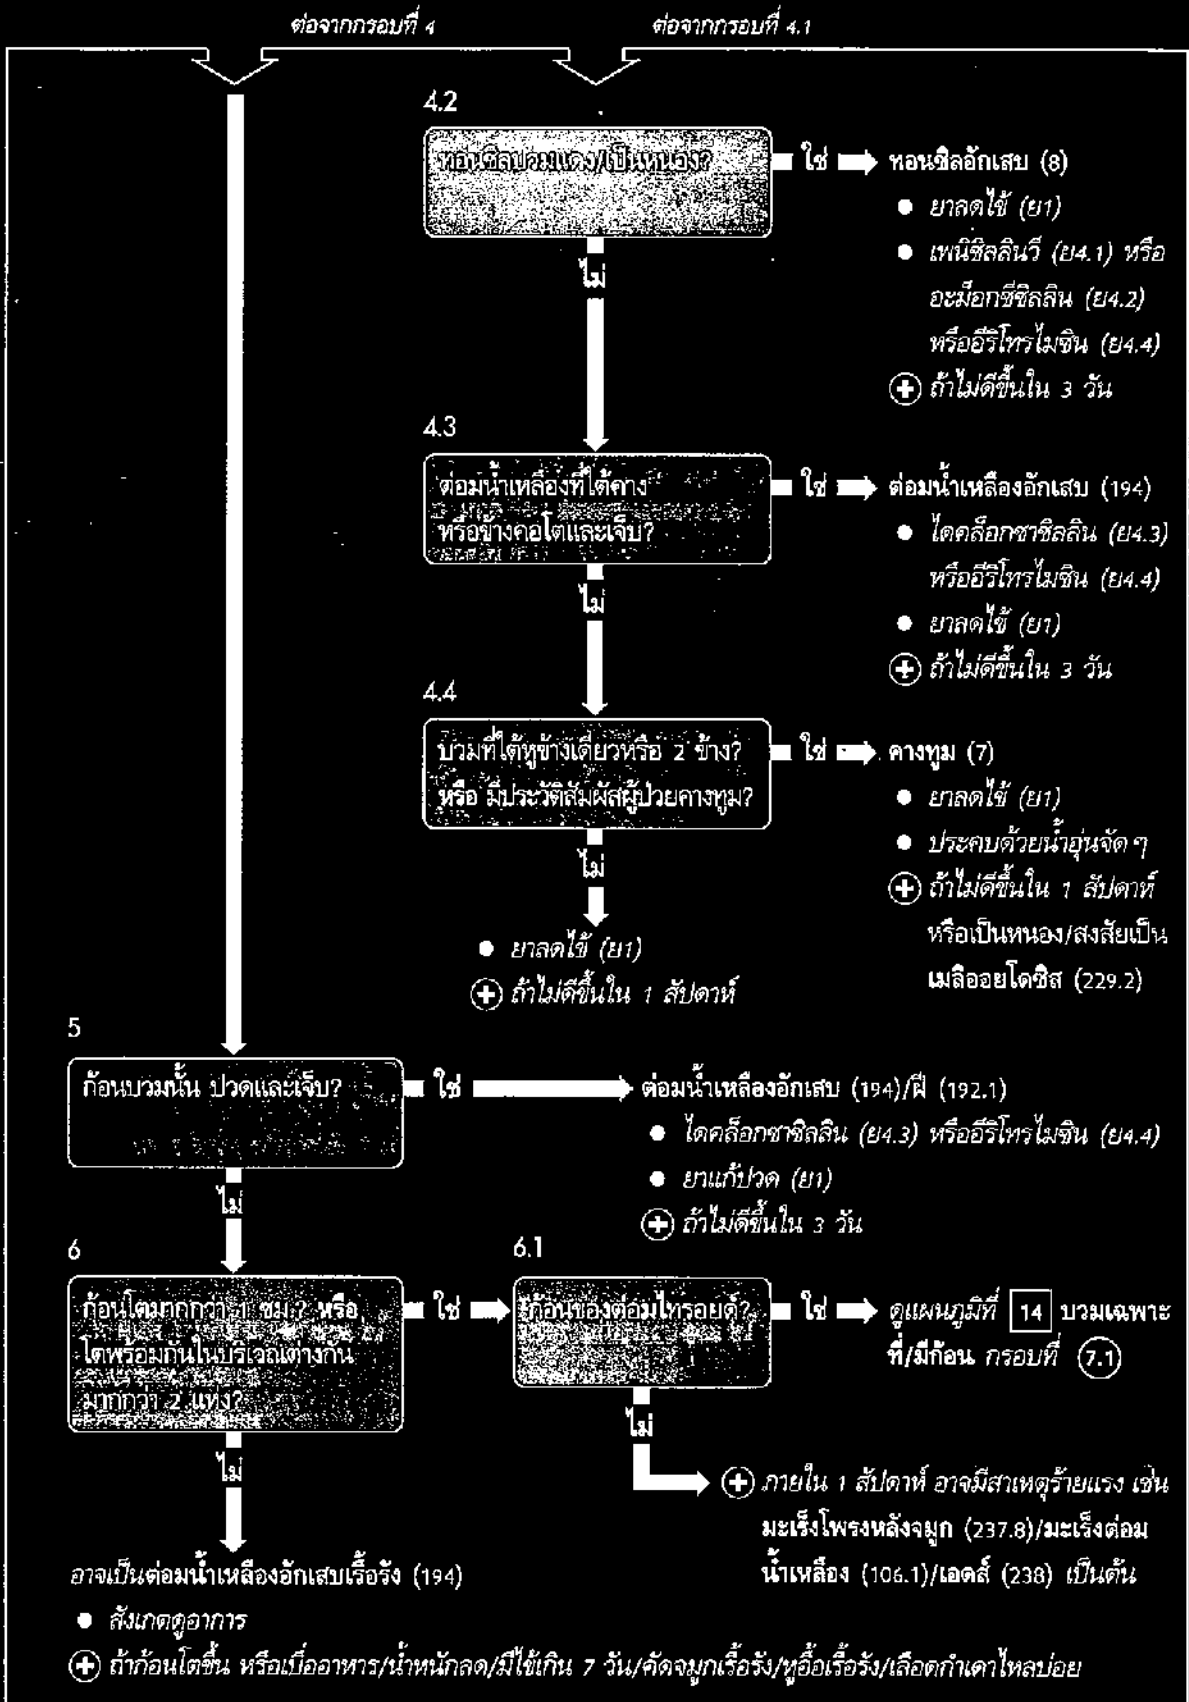 ต่อจากกรอบที่ 4
ต่อจากกรอบที่ 4.1
4.2
ทอนซิลบวมแดง/เป็นหนอง?
ใช่
ทอนซิลอักเสบ (8)
● ยาลดไข้ (ย1)
● เพนิซิลลินวี (ย4.1) หรือ
อะม็อกซีซิลลิน (ย4.2)
หรืออีริโทรไมซิน (ย4.4)
⊕ ถ้าไม่ดีขึ้นใน 3 วัน
ไม่
4.3
ต่อมน้ำเหลืองที่ใต้คาง
หรือข้างคอโตและเจ็บ?
ใช่
ต่อมน้ำเหลืองอักเสบ (194)
● ไดคล็อกซาซิลลิน (ย4.3)
หรืออีริโทรไมซิน (ย4.4)
● ยาลดไข้ (ย1)
⊕ ถ้าไม่ดีขึ้นใน 3 วัน
ไม่
4.4
บวมที่ใต้หูข้างเดียวหรือ 2 ข้าง?
หรือ มีประวัติสัมผัสผู้ป่วยคางทูม?
ใช่
คางทูม (7)
● ยาลดไข้ (ย1)
● ประคบด้วยน้ำอุ่นจัด ๆ
⊕ ถ้าไม่ดีขึ้นใน 1 สัปดาห์
หรือเป็นหนอง/สงสัยเป็น
เมลิออยโดซิส (229.2)
ไม่
● ยาลดไข้ (ย1)
⊕ ถ้าไม่ดีขึ้นใน 1 สัปดาห์
5
ก้อนบวมนั้น ปวดและเจ็บ?
ใช่
ต่อมน้ำเหลืองอักเสบ (194)/ฝี (192.1)
● ไดคล็อกซาซิลลิน (ย4.3) หรืออีริโทรไมซิน (ย4.4)
● ยาแก้ปวด (ย1)
⊕ ถ้าไม่ดีขึ้นใน 3 วัน
ไม่
6
ก้อนโตมากกว่า 1 ซม.? หรือ
โตพร้อมกันในบริเวณต่างกัน
มากกว่า 2 แห่ง?
ใช่
6.1
ก้อนของต่อมไทรอยด์?
ใช่
ดูแผนภูมิที่ 14 บวมเฉพาะ
ที่/มีก้อน กรอบที่ 7.1
ไม่
⊕ ภายใน 1 สัปดาห์ อาจมีสาเหตุร้ายแรง เช่น
มะเร็งโพรงหลังจมูก (237.8)/มะเร็งต่อม
น้ำเหลือง (106.1)/เอดส์ (238) เป็นต้น
ไม่
อาจเป็นต่อมน้ำเหลืองอักเสบเรื้อรัง (194)
● สังเกตดูอาการ
⊕ ถ้าก้อนโตขึ้น หรือเบื่ออาหาร/น้ำหนักลด/มีไข้เกิน 7 วัน/คัดจมูกเรื้อรัง/หูอื้อเรื้อรัง/เลือดกำเดาไหลบ่อย